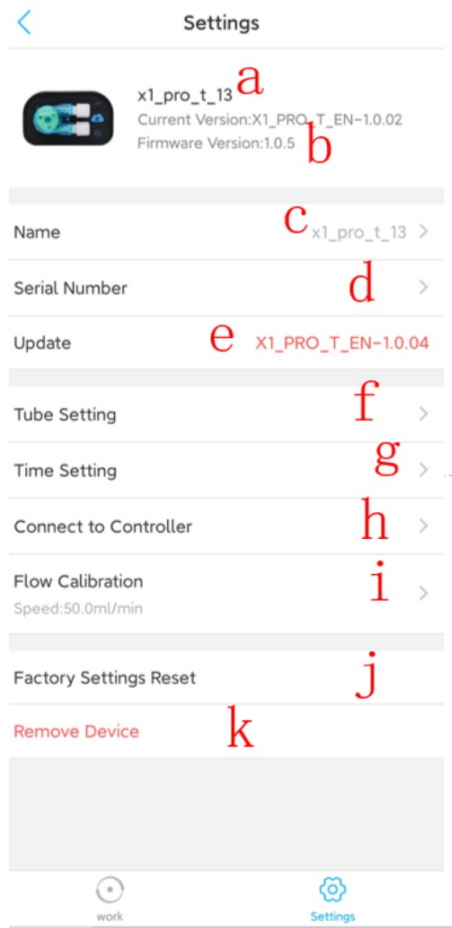 Settings
x1_pro_t_13 a
Current Version:X1_PRO_T_EN-1.0.02
Firmware Version:1.0.5 b
Name c x1_pro_t_13 >
Serial Number d >
Update e X1_PRO_T_EN-1.0.04
Tube Setting f >
Time Setting g >
Connect to Controller h >
Flow Calibration i >
Speed:50.0ml/min
Factory Settings Reset j
Remove Device k
work Settings